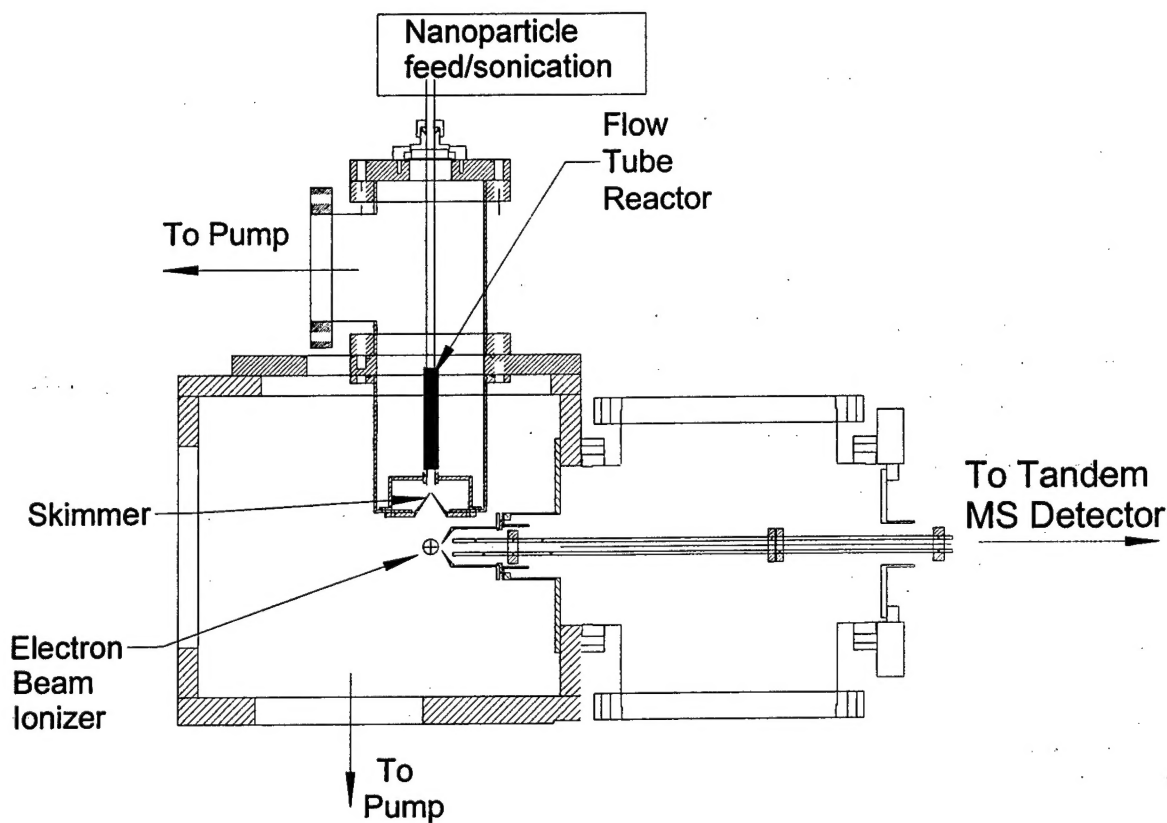 Nanoparticle
feed/sonication
Flow
Tube
Reactor
To Pump
To Tandem
MS Detector
Skimmer
Electron
Beam
Ionizer
To
Pump